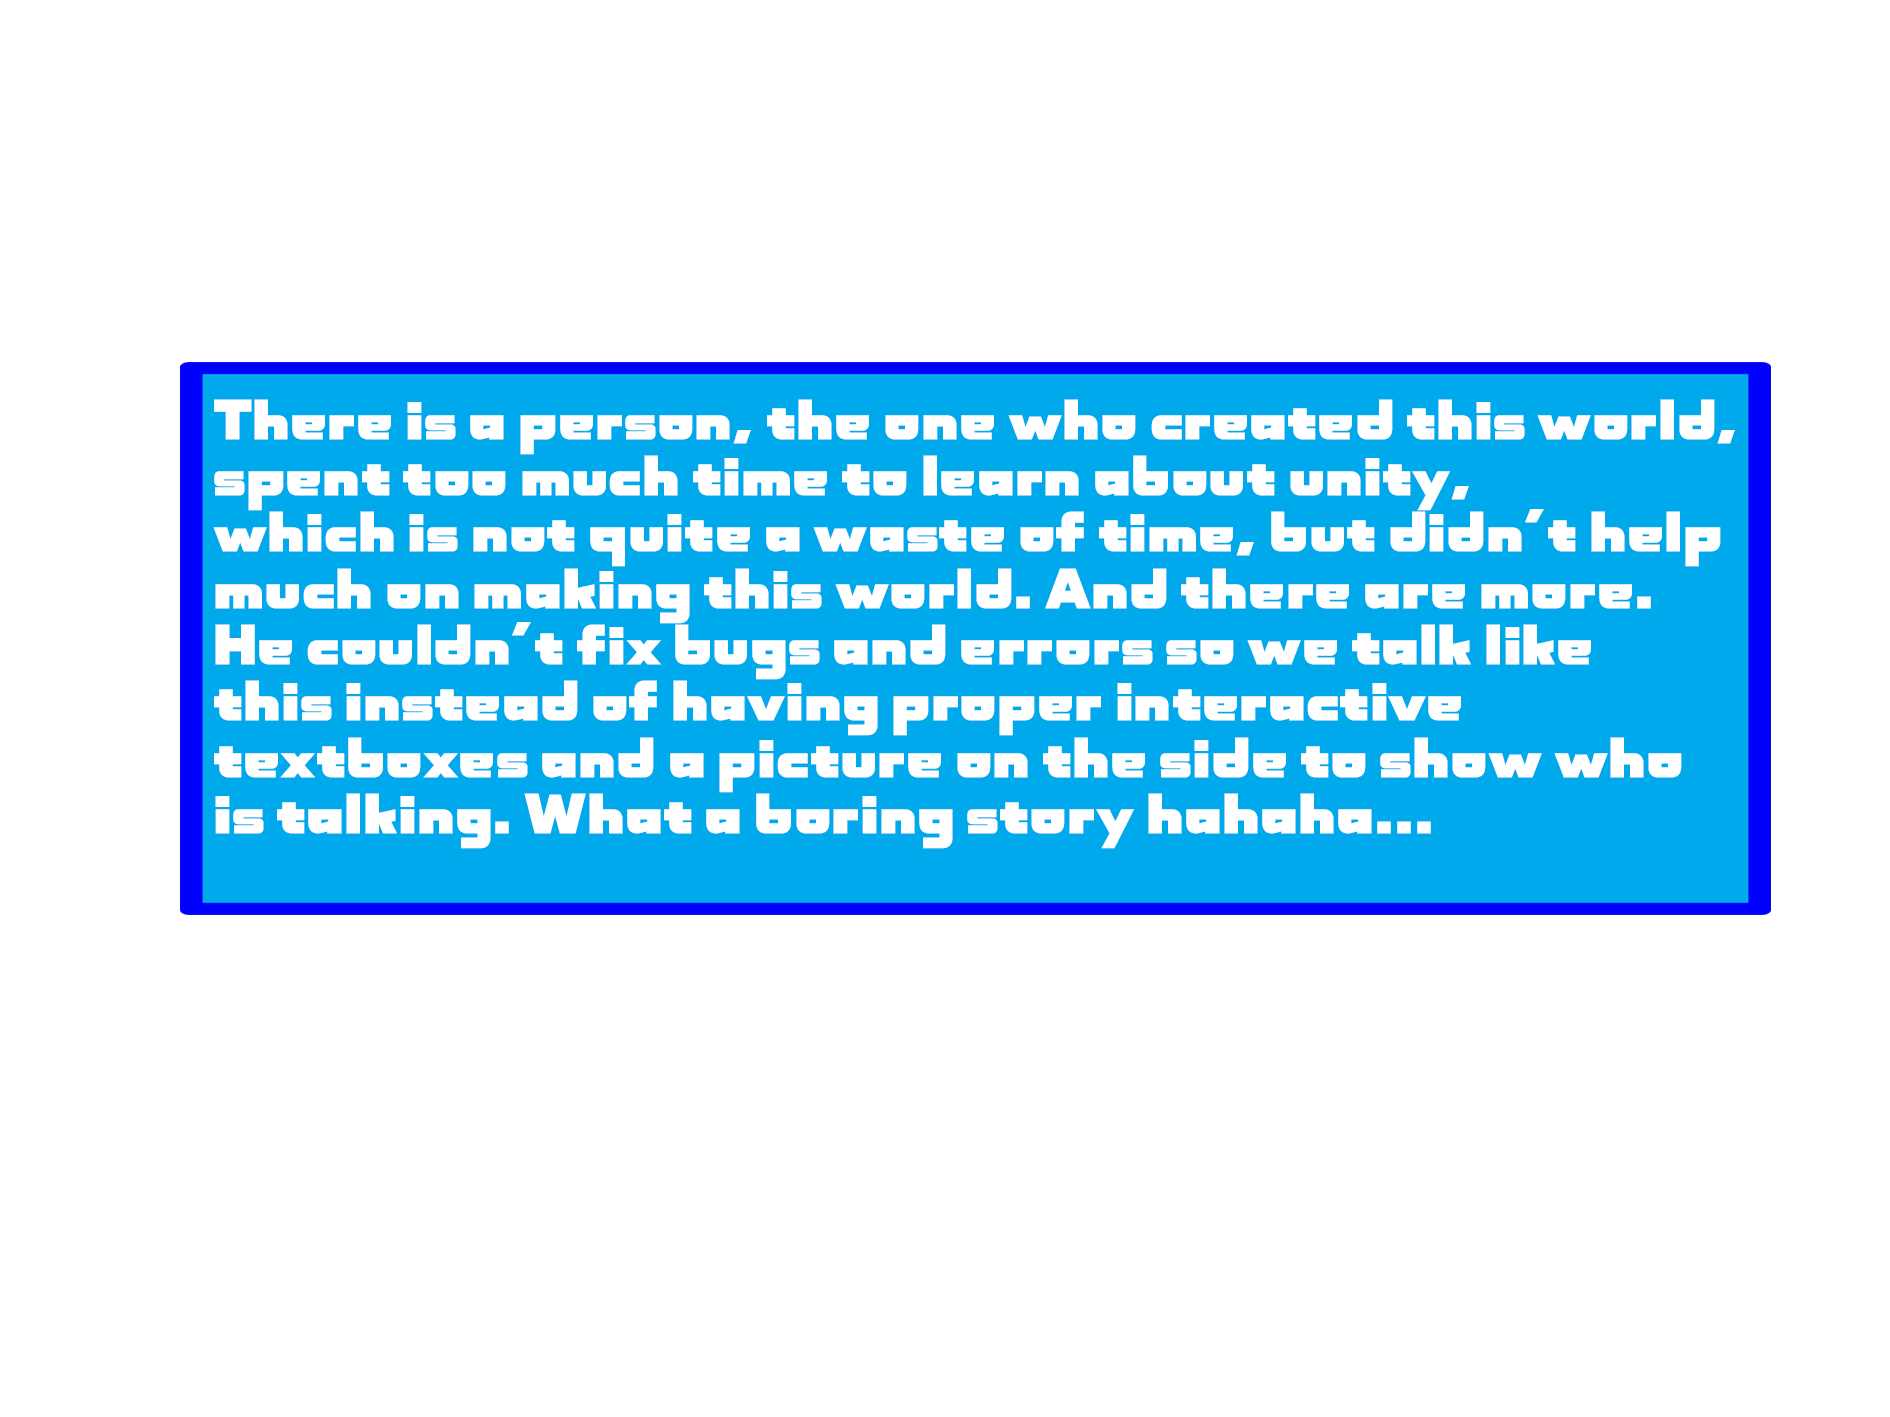 There is a person, the one who created this world,
spent too much time to learn about unity,
which is not quite a waste of time, but didn't help
much on making this world. And there are more.
He couldn't fix bugs and errors so we talk like
this instead of having proper interactive
textboxes and a picture on the side to show who
is talking. What a boring story hahaha...